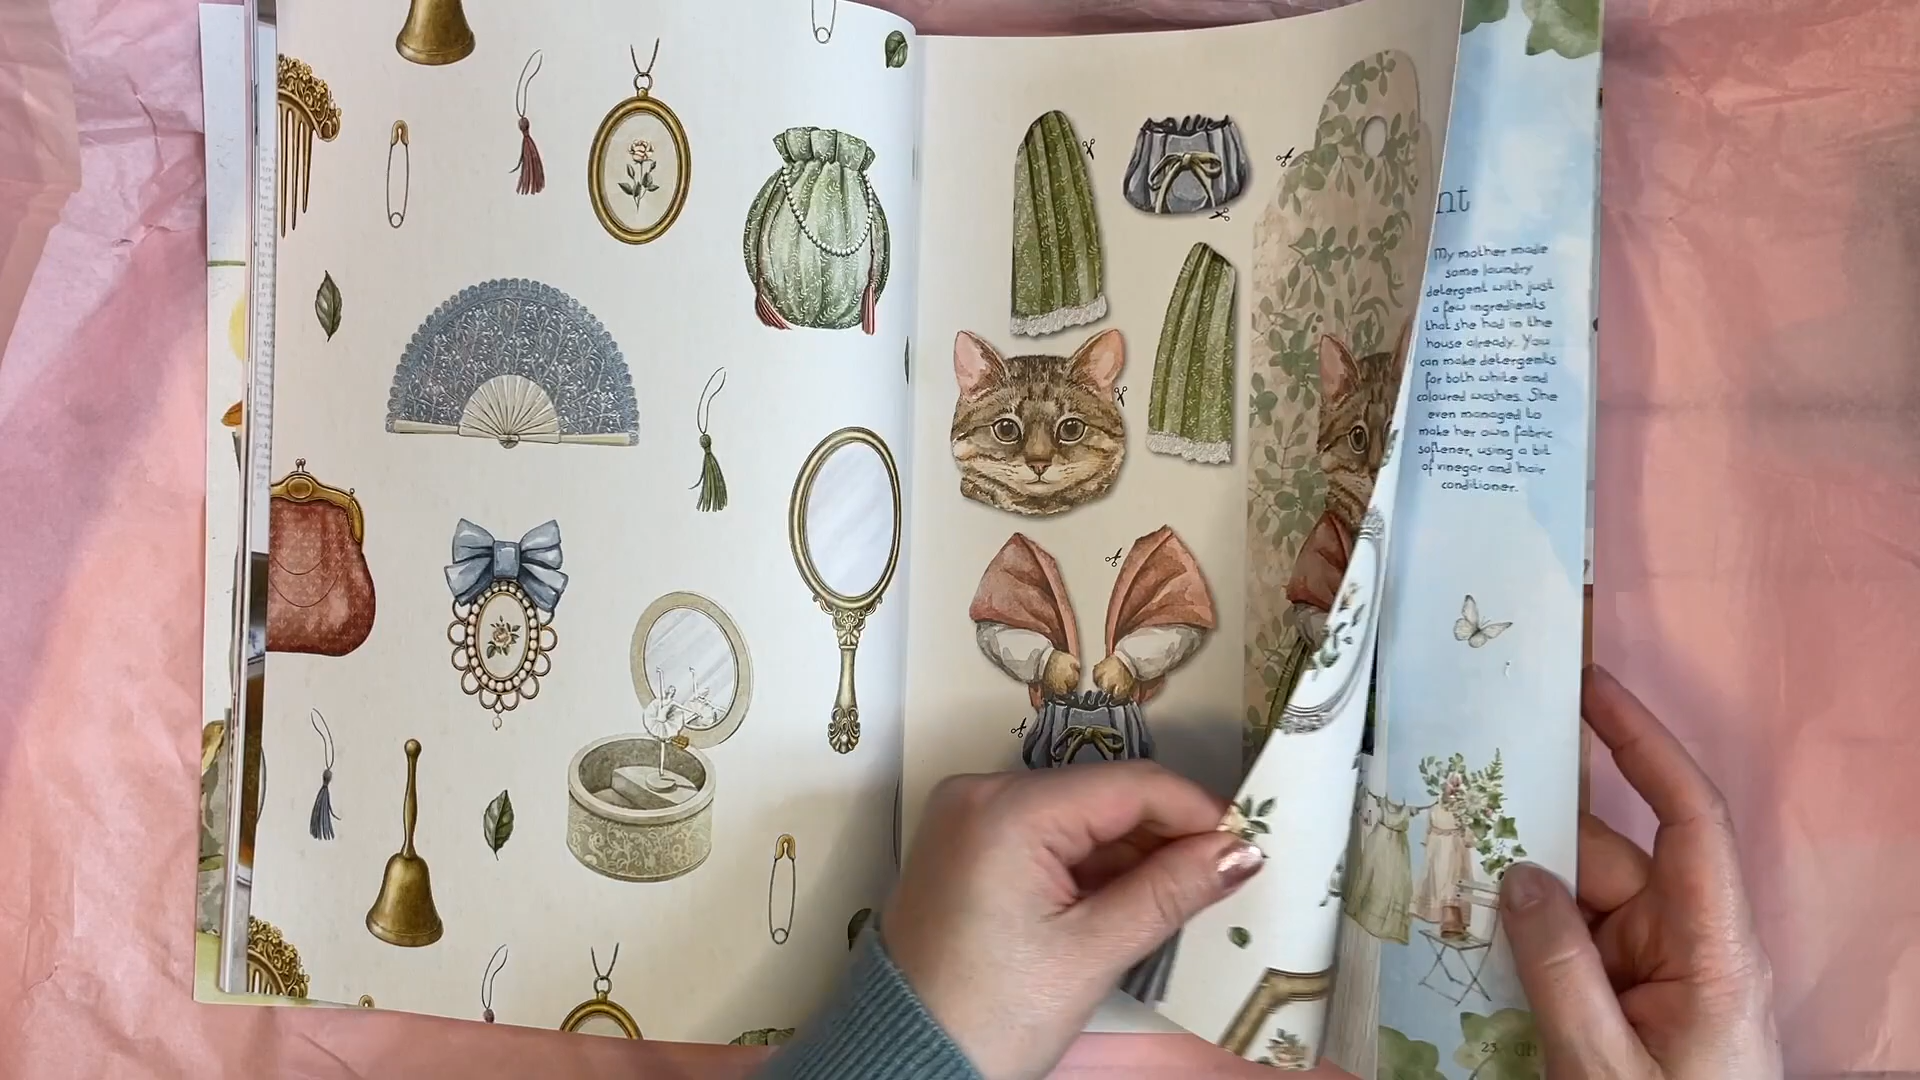 nt
My mother made
some laundry
detergent with just
a few ingredients
that she had in the
house already. You
can make detergents
for both white and
coloured washes. She
even managed to
make her own fabric
softener, using a bit
of vinegar and hair
conditioner.
23